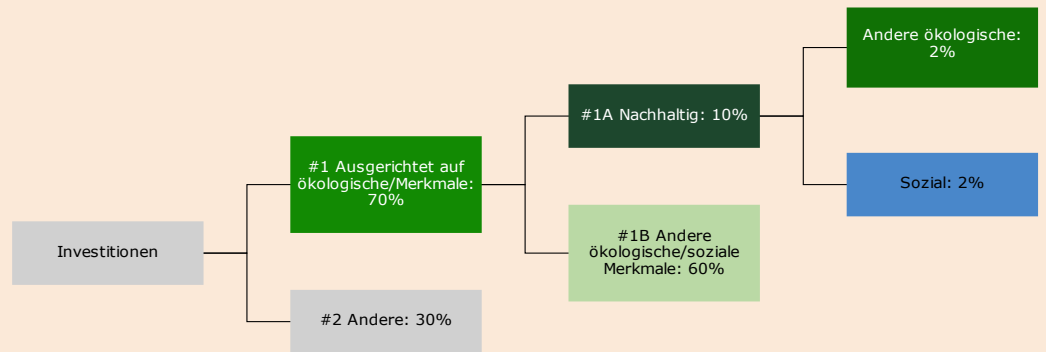 Investitionen
#1 Ausgerichtet auf
ökologische/Merkmale:
70%
#2 Andere: 30%
#1A Nachhaltig: 10%
#1B Andere
ökologische/soziale
Merkmale: 60%
Andere ökologische:
2%
Sozial: 2%